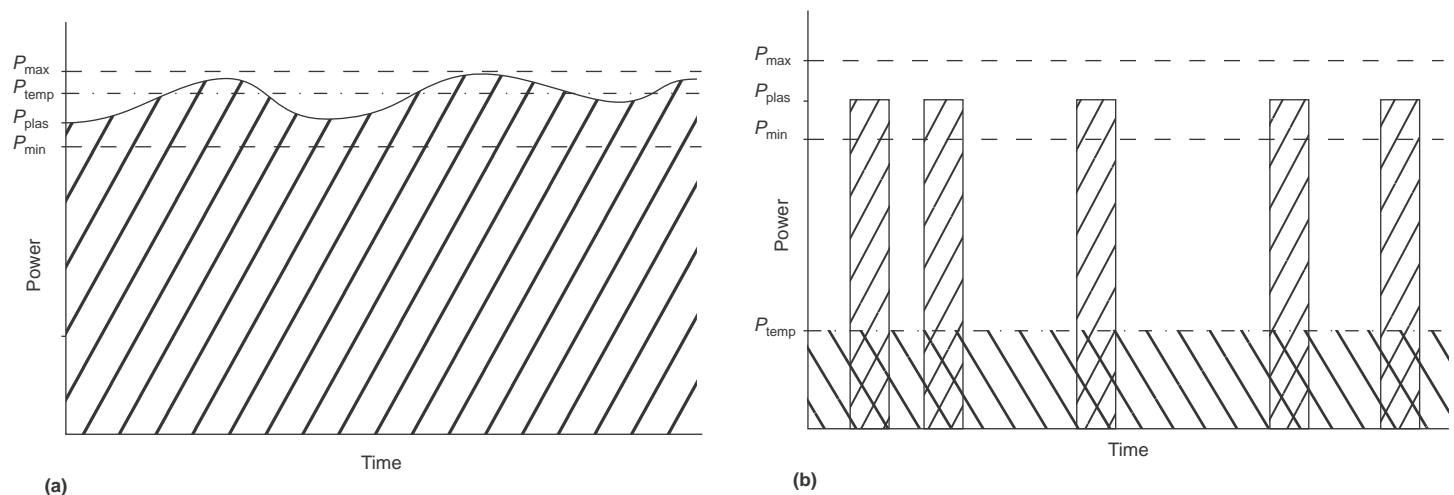 P_max
P_temp
P_plas
P_min
Power
Time
(a)
P_max
P_plas
P_min
Power
P_temp
Time
(b)